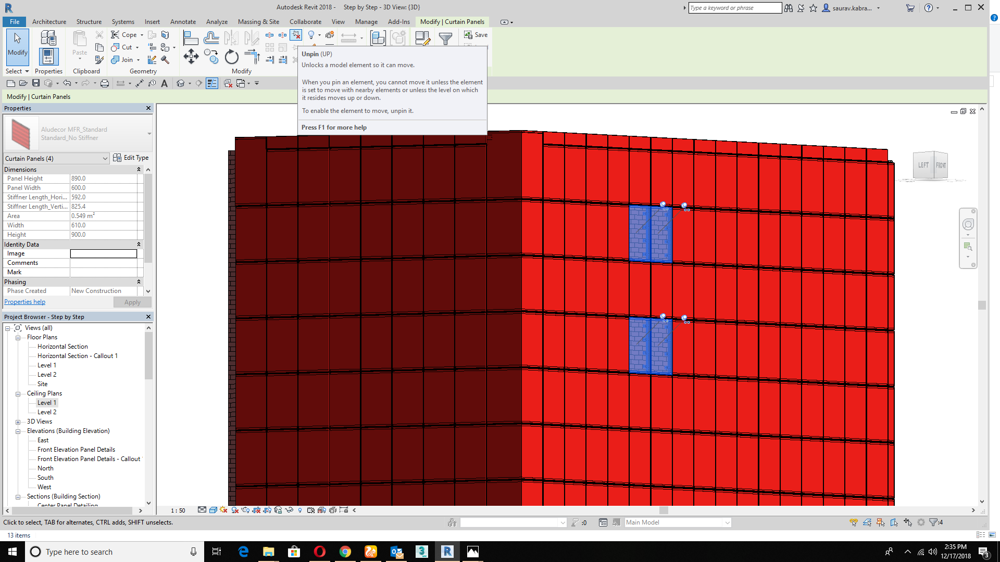 Autodesk Revit 2018 -     Step by Step - 3D View: {3D}
Type a keyword or phrase
saurav.kabra...
File Architecture Structure Systems Insert Annotate Analyze Massing & Site Collaborate View Manage Add-Ins Modify | Curtain Panels
Modify
Paste
Cope
Cut
Join
Save
Select Properties Clipboard Geometry Modify
Unpin (UP)
Unlocks a model element so it can move.
When you pin an element, you cannot move it unless the element
is set to move with nearby elements or unless the level on which
it resides moves up or down.
To enable the element to move, unpin it.
Press F1 for more help
Modify | Curtain Panels
Properties
Aludecor MFR_Standard
Standard_No Stiffner
Curtain Panels (4)
Edit Type
Dimensions
Panel Height 890.0
Panel Width 600.0
Stiffner Length_Hori... 592.0
Stiffner Length_Verti... 825.4
Area 0.549 m²
Width 610.0
Height 900.0
Identity Data
Image
Comments
Mark
Phasing
Phase Created New Construction
Properties help
Apply
Project Browser - Step by Step
Views (all)
Floor Plans
Horizontal Section
Horizontal Section - Callout 1
Level 1
Level 2
Site
Ceiling Plans
Level 1
Level 2
3D Views
Elevations (Building Elevation)
East
Front Elevation Panel Details
Front Elevation Panel Details - Callout
North
South
West
Sections (Building Section)
Center Panel Detailing
LEFT
FRONT
1 : 50
Click to select, TAB for alternates, CTRL adds, SHIFT unselects.
:0
Main Model
:4
13 items
Type here to search
2:35 PM
12/17/2018
3